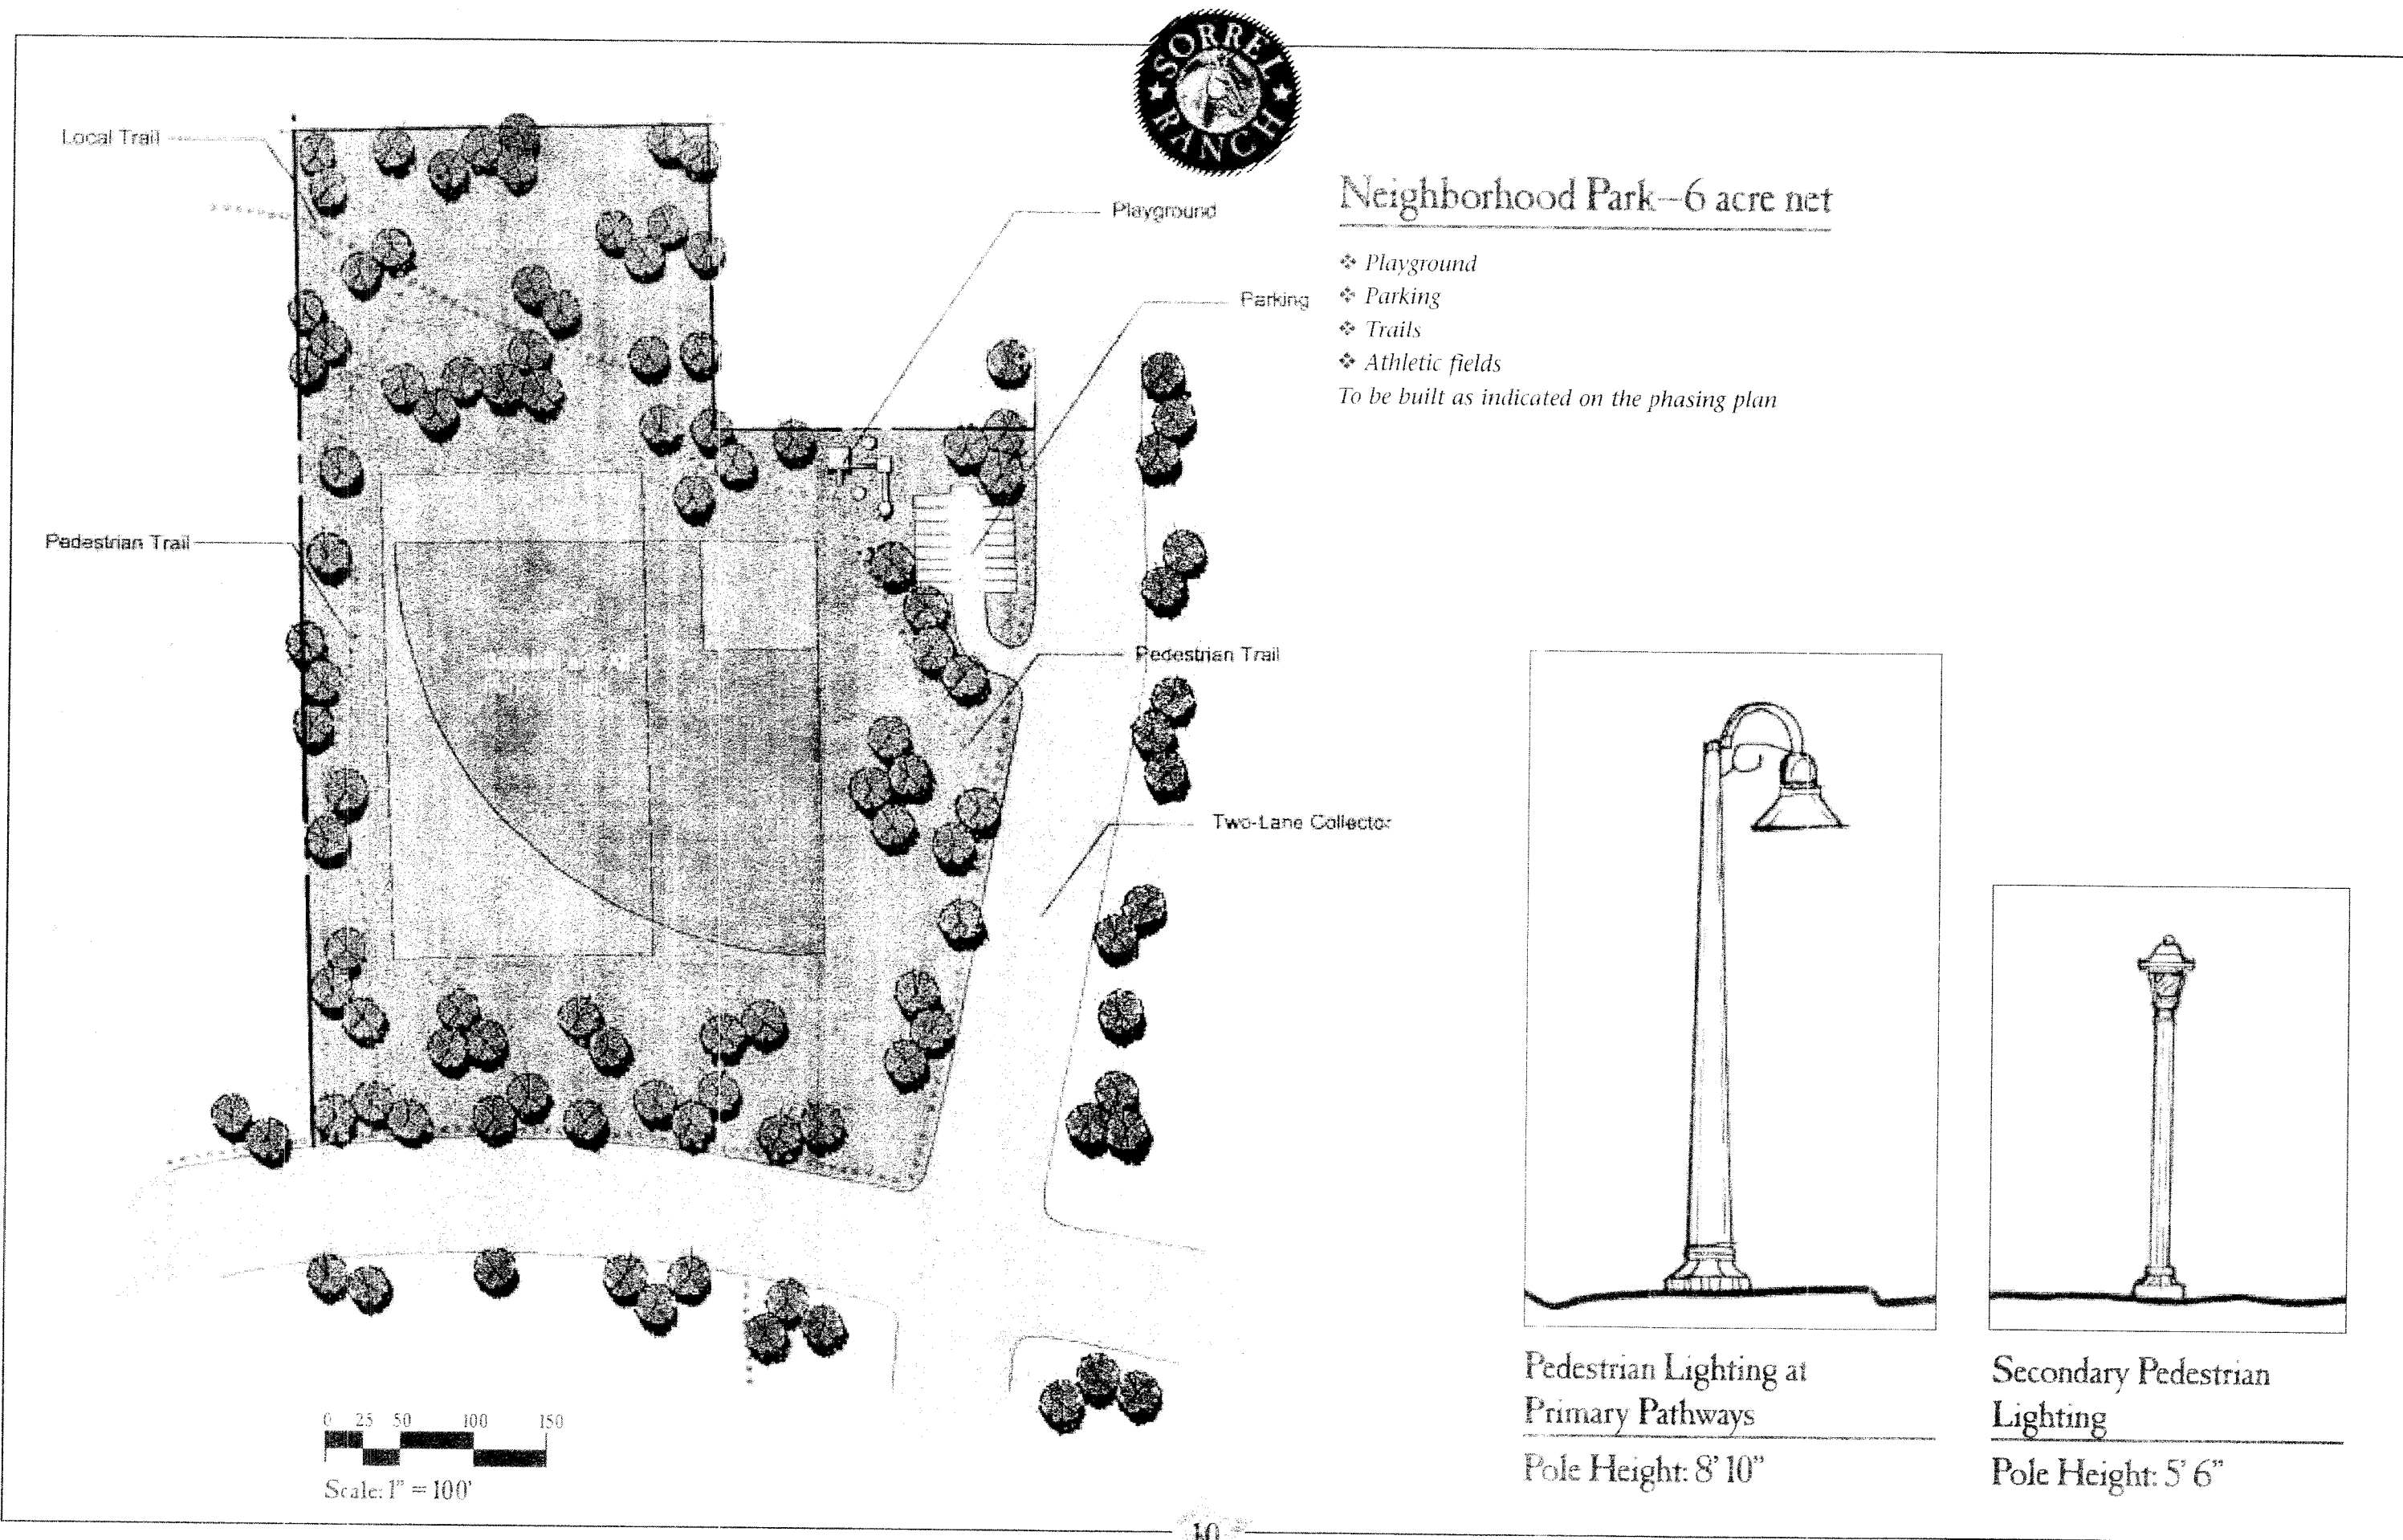 SORREL
RANCH
Local Trail
Playground
Neighborhood Park–6 acre net
❖ Playground
Parking
❖ Parking
❖ Trails
❖ Athletic fields
To be built as indicated on the phasing plan
Pedestrian Trail
Pedestrian Trail
Two-Lane Collector
Pedestrian Lighting at
Primary Pathways
Pole Height: 8' 10"
Secondary Pedestrian
Lighting
Pole Height: 5' 6"
0 25 50 100 150
Scale: 1" = 100'
10